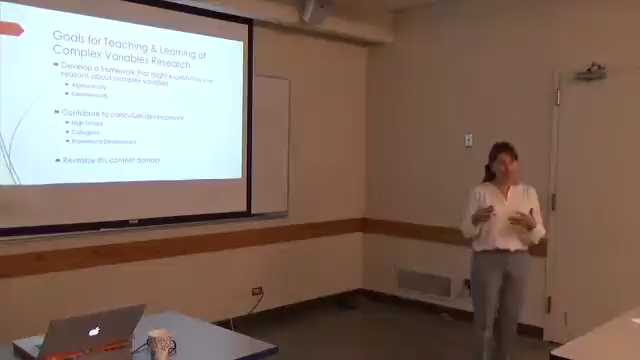 Goals for Teaching & Learning of
Complex Variables Research
Develop a framework that might explain how one
reasons about complex variables
Algebraically
Geometrically
Contribute to curriculum development
High School
Collegiate
Professional Development
Revitalize this content domain